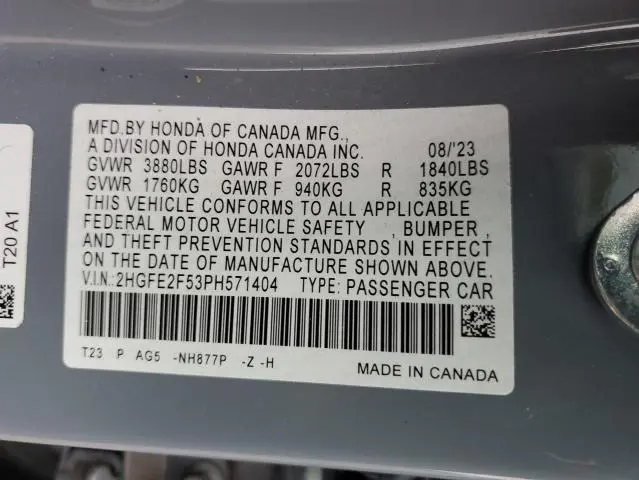 MFD.BY HONDA OF CANADA MFG.,
A DIVISION OF HONDA CANADA INC. 08/'23
GVWR 3880LBS GAWR F 2072LBS R 1840LBS
GVWR 1760KG GAWR F 940KG R 835KG
THIS VEHICLE CONFORMS TO ALL APPLICABLE
FEDERAL MOTOR VEHICLE SAFETY , BUMPER ,
AND THEFT PREVENTION STANDARDS IN EFFECT
ON THE DATE OF MANUFACTURE SHOWN ABOVE.
V.I.N.:2HGFE2F53PH571404 TYPE: PASSENGER CAR
T23 P AG5 -NH877P -Z -H
MADE IN CANADA
T20 A1